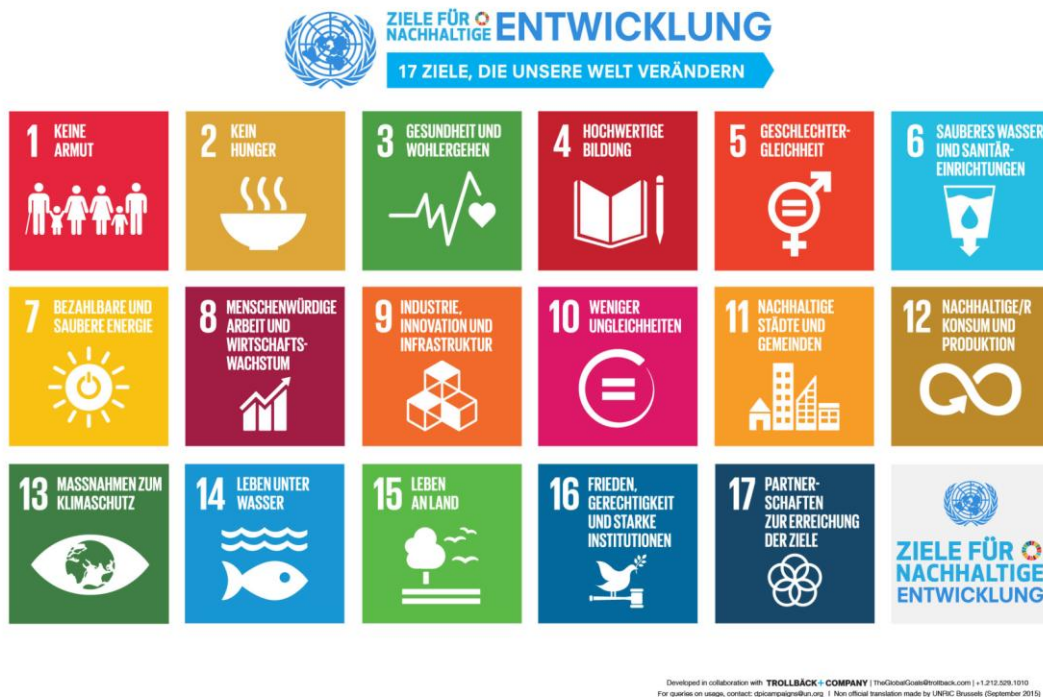 ZIELE FÜR
NACHHALTIGE ENTWICKLUNG
17 ZIELE, DIE UNSERE WELT VERÄNDERN
1 KEINE
ARMUT
2 KEIN
HUNGER
3 GESUNDHEIT UND
WOHLERGEHEN
4 HOCHWERTIGE
BILDUNG
5 GESCHLECHTER-
GLEICHHEIT
6 SAUBERES WASSER
UND SANITÄR-
EINRICHTUNGEN
7 BEZAHLBARE UND
SAUBERE ENERGIE
8 MENSCHENWÜRDIGE
ARBEIT UND
WIRTSCHAFTS-
WACHSTUM
9 INDUSTRIE,
INNOVATION UND
INFRASTRUKTUR
10 WENIGER
UNGLEICHHEITEN
11 NACHHALTIGE
STÄDTE UND
GEMEINDEN
12 NACHHALTIGE/R
KONSUM UND
PRODUKTION
13 MASSNAHMEN ZUM
KLIMASCHUTZ
14 LEBEN UNTER
WASSER
15 LEBEN
AN LAND
16 FRIEDEN,
GERECHTIGKEIT
UND STARKE
INSTITUTIONEN
17 PARTNER-
SCHAFTEN
ZUR ERREICHUNG
DER ZIELE
ZIELE FÜR
NACHHALTIGE
ENTWICKLUNG
Developed in collaboration with TROLLBÄCK + COMPANY | TheGlobalGoals@trollback.com | +1.212.529.1010
For queries on usage, contact: dpicampaigns@un.org | Non official translation made by UNRIC Brussels (September 2015)